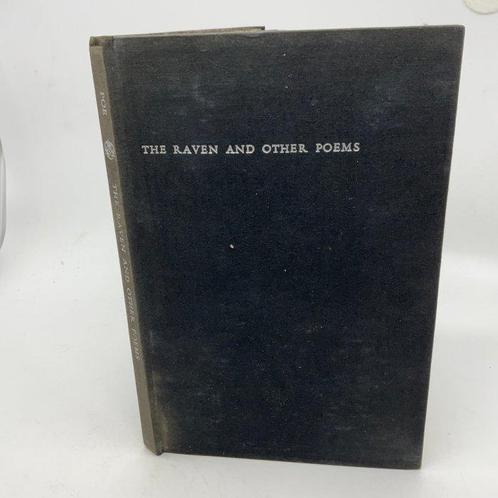 THE RAVEN AND OTHER POEMS
POE
THE RAVEN AND OTHER POEMS